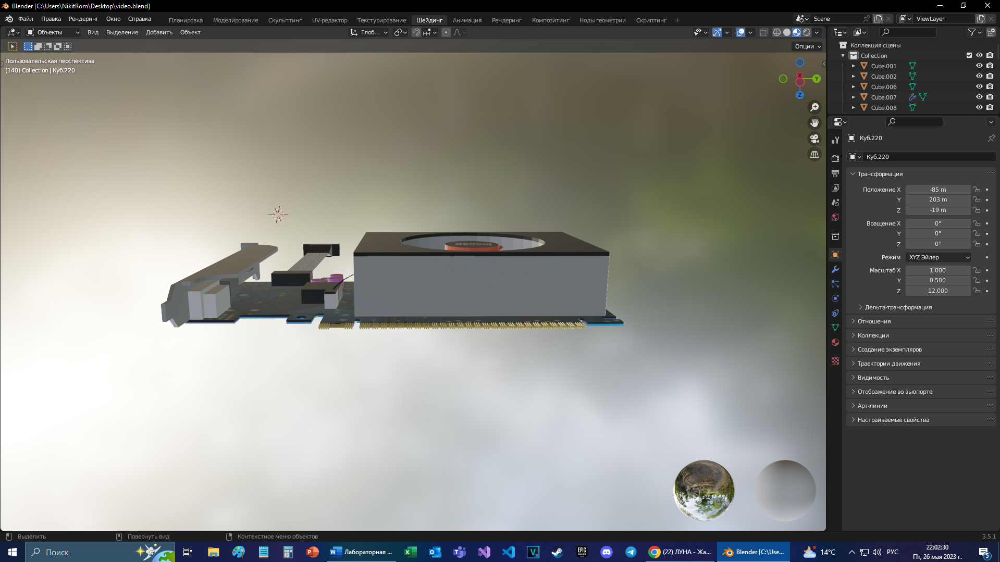 Blender [C:\Users\NikitRom\Desktop\video.blend]
Файл Правка Рендеринг Окно Справка Планировка Моделирование Скульптинг UV-редактор Текстурирование Шейдинг Анимация Рендеринг Композитинг Ноды геометрии Скриптинг + Scene ViewLayer
Объекты Вид Выделение Добавить Объект Глоб...
Опции
Пользовательская перспектива
(140) Collection | Куб.220
X
Y
Z
Коллекция сцены
Collection
Cube.001
Cube.002
Cube.006
Cube.007
Cube.008
Куб.220
Куб.220
Трансформация
Положение X -85 m
Y 203 m
Z -19 m
Вращение X 0°
Y 0°
Z 0°
Режим XYZ Эйлер
Масштаб X 1.000
Y 0.500
Z 12.000
Дельта-трансформация
Отношения
Коллекции
Создание экземпляров
Траектории движения
Видимость
Отображение во вьюпорте
Арт-линии
Настраиваемые свойства
Выделить Повернуть вид Контекстное меню объектов 3.5.1
Поиск Лабораторная ... (22) ЛУНА - Жа... Blender [C:\Use... 14°C РУС
22:02:30
Пт, 26 мая 2023 г.
5